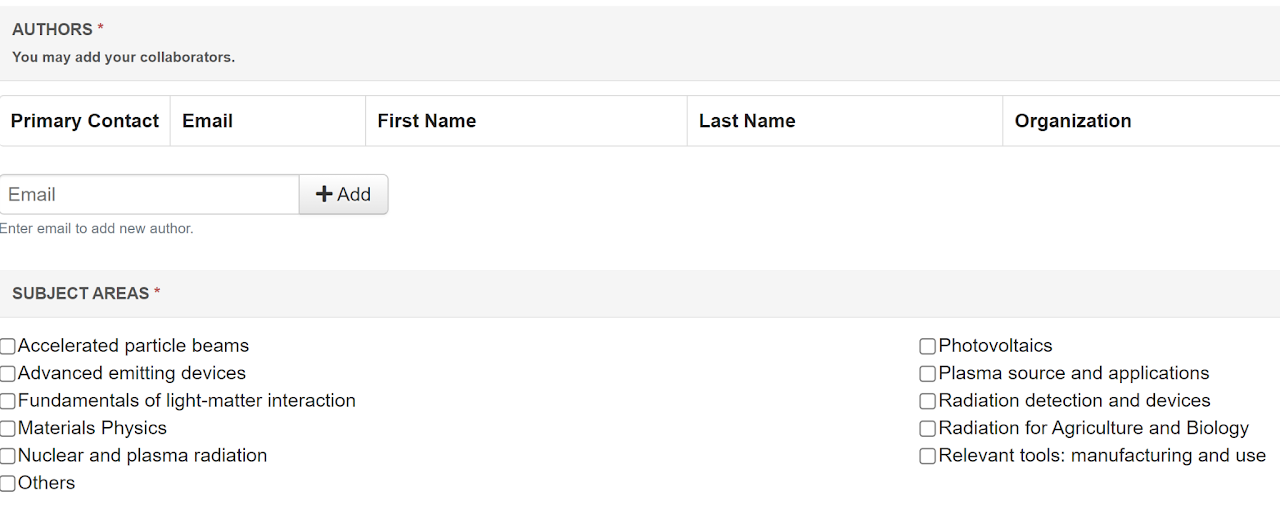 AUTHORS *
You may add your collaborators.
Primary Contact Email First Name Last Name Organization
Email + Add
Enter email to add new author.
SUBJECT AREAS *
Accelerated particle beams
Advanced emitting devices
Fundamentals of light-matter interaction
Materials Physics
Nuclear and plasma radiation
Others
Photovoltaics
Plasma source and applications
Radiation detection and devices
Radiation for Agriculture and Biology
Relevant tools: manufacturing and use